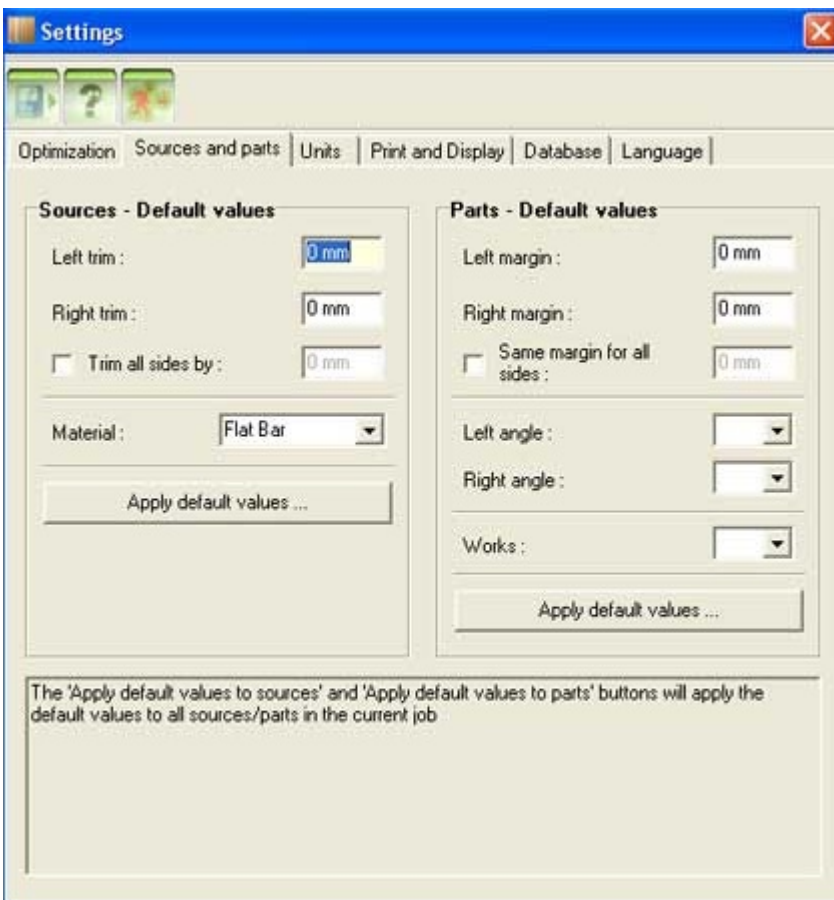 Settings
?
Optimization Sources and parts Units Print and Display Database Language
Sources - Default values
Left trim : 0 mm
Right trim : 0 mm
Trim all sides by : 0 mm
Material : Flat Bar
Apply default values ...
Parts - Default values
Left margin : 0 mm
Right margin : 0 mm
Same margin for all
sides : 0 mm
Left angle :
Right angle :
Works :
Apply default values ...
The 'Apply default values to sources' and 'Apply default values to parts' buttons will apply the
default values to all sources/parts in the current job